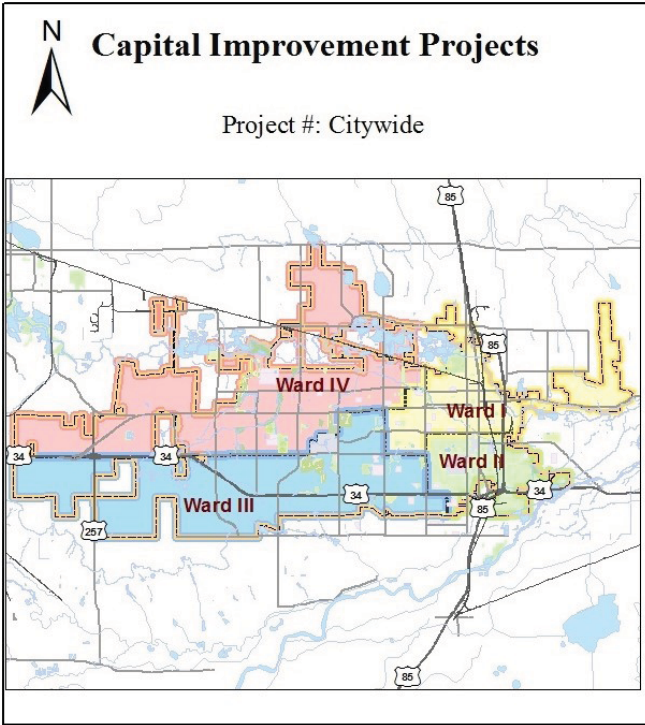 N
Capital Improvement Projects
Project #: Citywide
85
85
Ward IV
Ward I
34
34
Ward II
Ward III
34
34
85
257
85